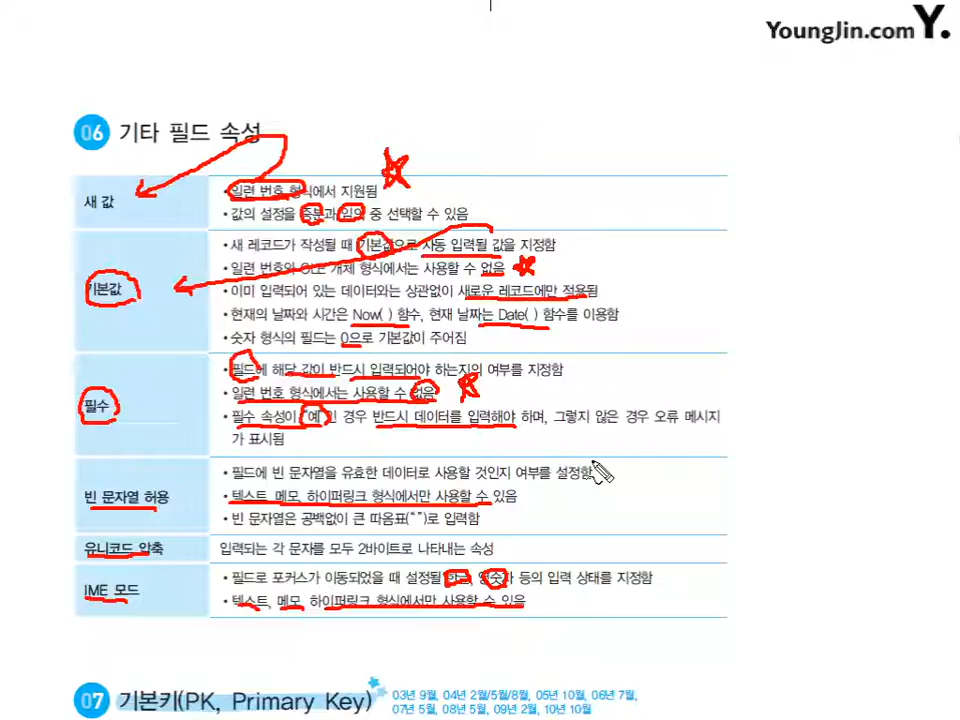 YoungJin.com Y.
06 기타 필드 속성
새 값
• 일련 번호 형식에서 지원됨
• 값의 설정을 증분과 임의 중 선택할 수 있음
기본값
• 새 레코드가 작성될 때 기본값으로 자동 입력될 값을 지정함
• 일련 번호와 OLE 개체 형식에서는 사용할 수 없음
• 이미 입력되어 있는 데이터와는 상관없이 새로운 레코드에만 적용됨
• 현재의 날짜와 시간은 Now( ) 함수, 현재 날짜는 Date( ) 함수를 이용함
• 숫자 형식의 필드는 0으로 기본값이 주어짐
필수
• 필드에 해당 값이 반드시 입력되어야 하는지의 여부를 지정함
• 일련 번호 형식에서는 사용할 수 없음
• 필수 속성이 '예'인 경우 반드시 데이터를 입력해야 하며, 그렇지 않은 경우 오류 메시지
가 표시됨
빈 문자열 허용
• 필드에 빈 문자열을 유효한 데이터로 사용할 것인지 여부를 설정함
• 텍스트, 메모, 하이퍼링크 형식에서만 사용할 수 있음
• 빈 문자열은 공백없이 큰 따옴표(“ ”)로 입력함
유니코드 압축
입력되는 각 문자를 모두 2바이트로 나타내는 속성
IME 모드
• 필드로 포커스가 이동되었을 때 설정될 한글, 영숫자 등의 입력 상태를 지정함
• 텍스트, 메모, 하이퍼링크 형식에서만 사용할 수 있음
07 기본키(PK, Primary Key)
03년 9월, 04년 2월/5월/8월, 05년 10월, 06년 7월,
07년 5월, 08년 5월, 09년 2월, 10년 10월